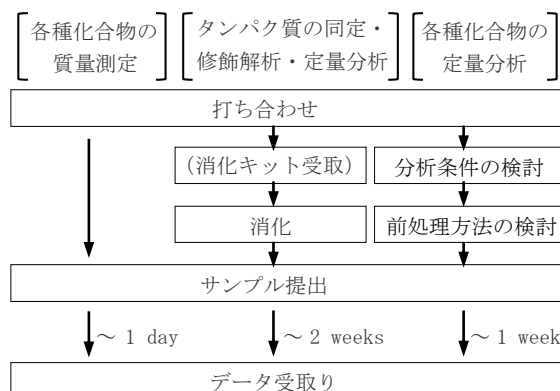 各種化合物の
質量測定
タンパク質の同定・
修飾解析・定量分析
各種化合物の
定量分析
打ち合わせ
(消化キット受取)
分析条件の検討
消化
前処理方法の検討
サンプル提出
～ 1 day
～ 2 weeks
～ 1 week
データ受取り